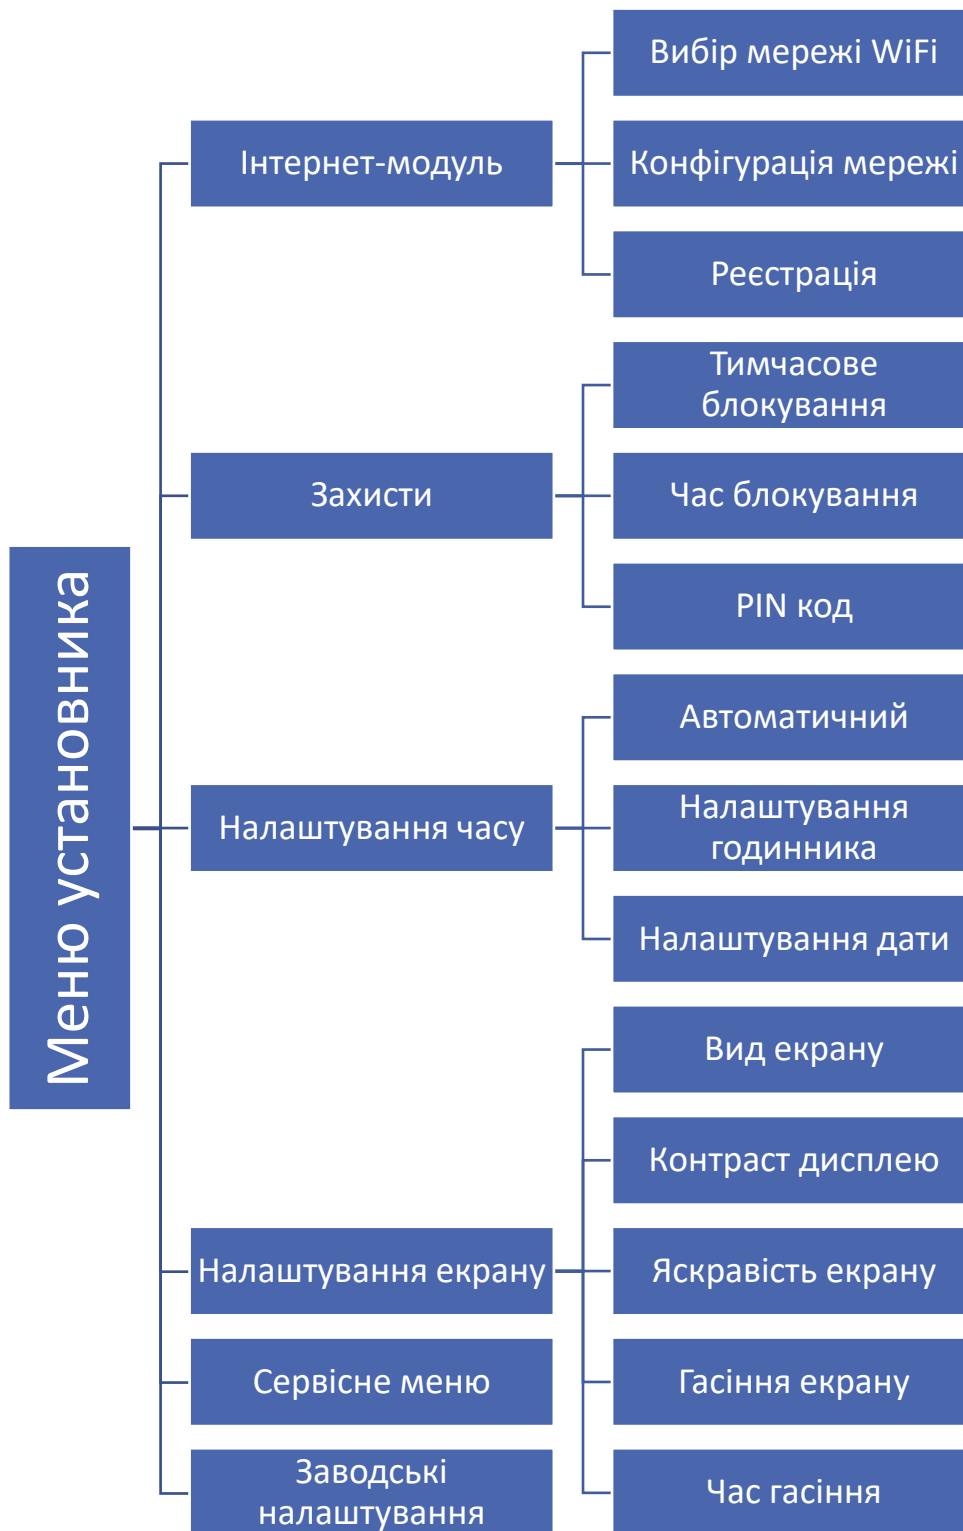 Меню установника
Інтернет-модуль
Вибір мережі WiFi
Конфігурація мережі
Реєстрація
Захисти
Тимчасове
блокування
Час блокування
PIN код
Налаштування часу
Автоматичний
Налаштування
годинника
Налаштування дати
Налаштування екрану
Вид екрану
Контраст дисплею
Яскравість екрану
Гасіння екрану
Час гасіння
Сервісне меню
Заводські
налаштування